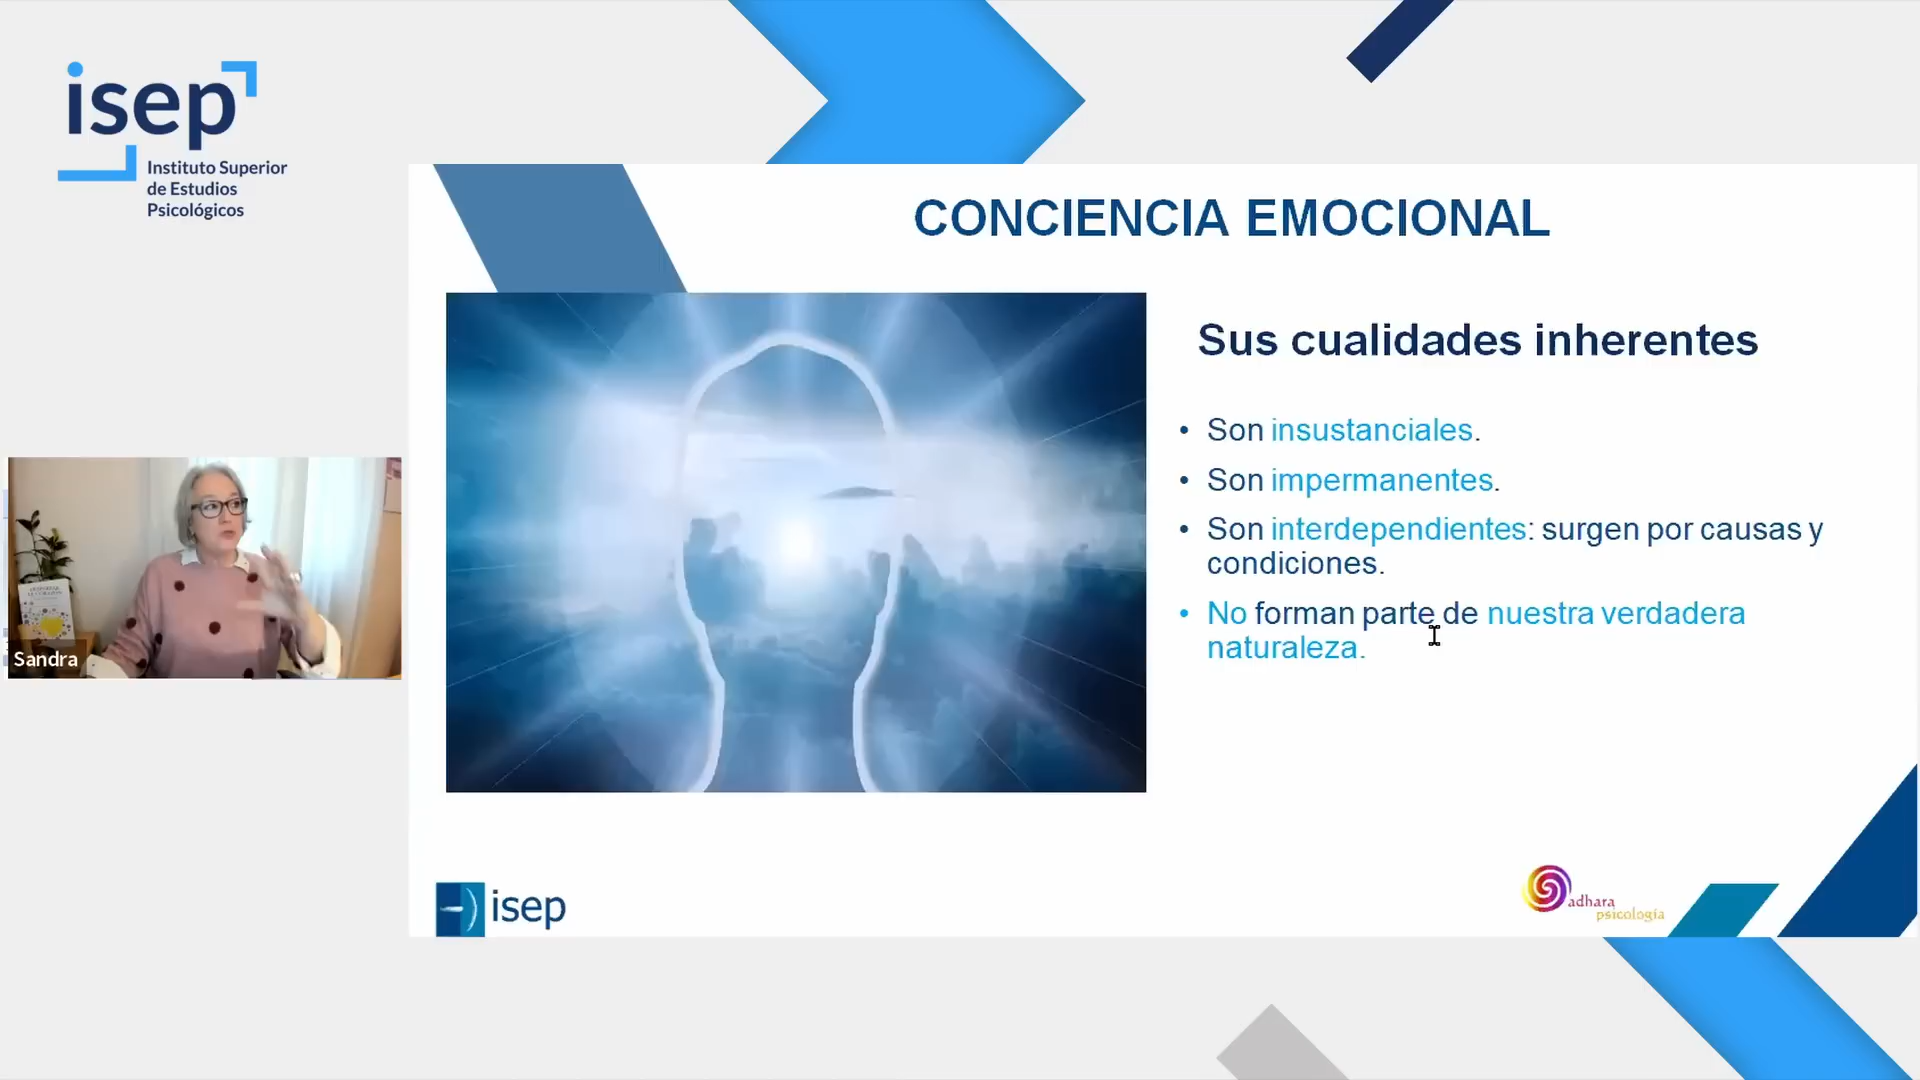 isep
Instituto Superior
de Estudios
Psicológicos
CONCIENCIA EMOCIONAL
Sus cualidades inherentes
• Son insustanciales.
• Son impermanentes.
• Son interdependientes: surgen por causas y
condiciones.
• No forman parte de nuestra verdadera
naturaleza.
Sandra
isep
adhara
psicología